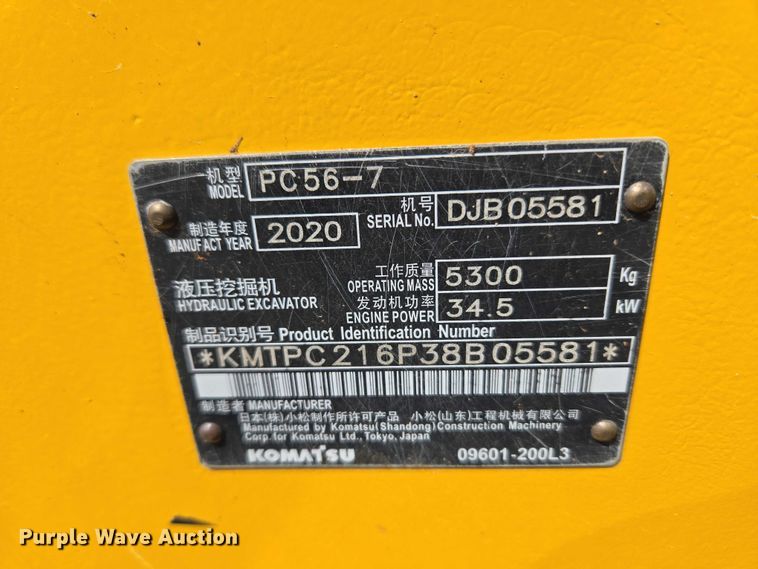 机型 MODEL PC56-7
机号 SERIAL No. DJB05581
制造年度 MANUFACT YEAR 2020
液压挖掘机 HYDRAULIC EXCAVATOR
工作质量 OPERATING MASS 5300 Kg
发动机功率 ENGINE POWER 34.5 kW
制品识别号 Product Identification Number
*KMTPC216P38B05581*
制造者 MANUFACTURER
日本(株)小松制作所许可产品 小松(山东)工程机械有限公司
Manufactured by Komatsu(Shandong)Construction Machinery
Corp. for Komatsu Ltd., Tokyo, Japan
KOMATSU 09601-200L3
Purple Wave Auction